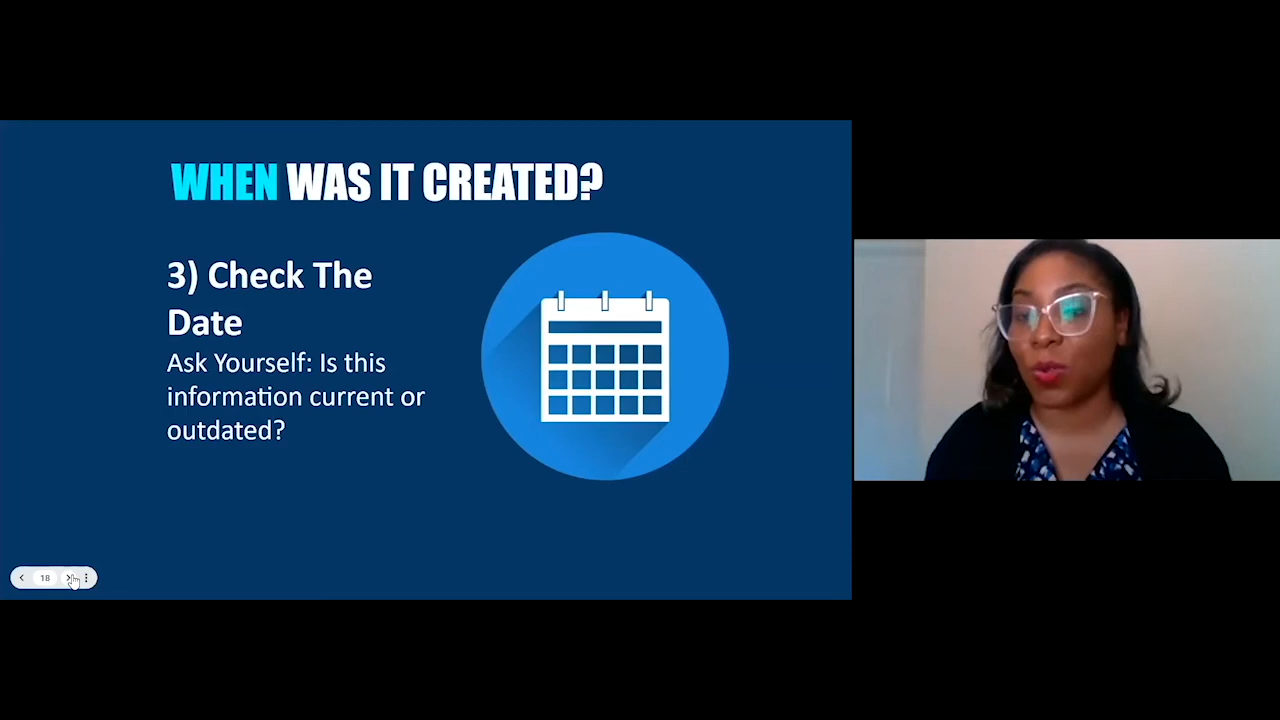 WHEN WAS IT CREATED?
3) Check The
Date
Ask Yourself: Is this
information current or
outdated?
18